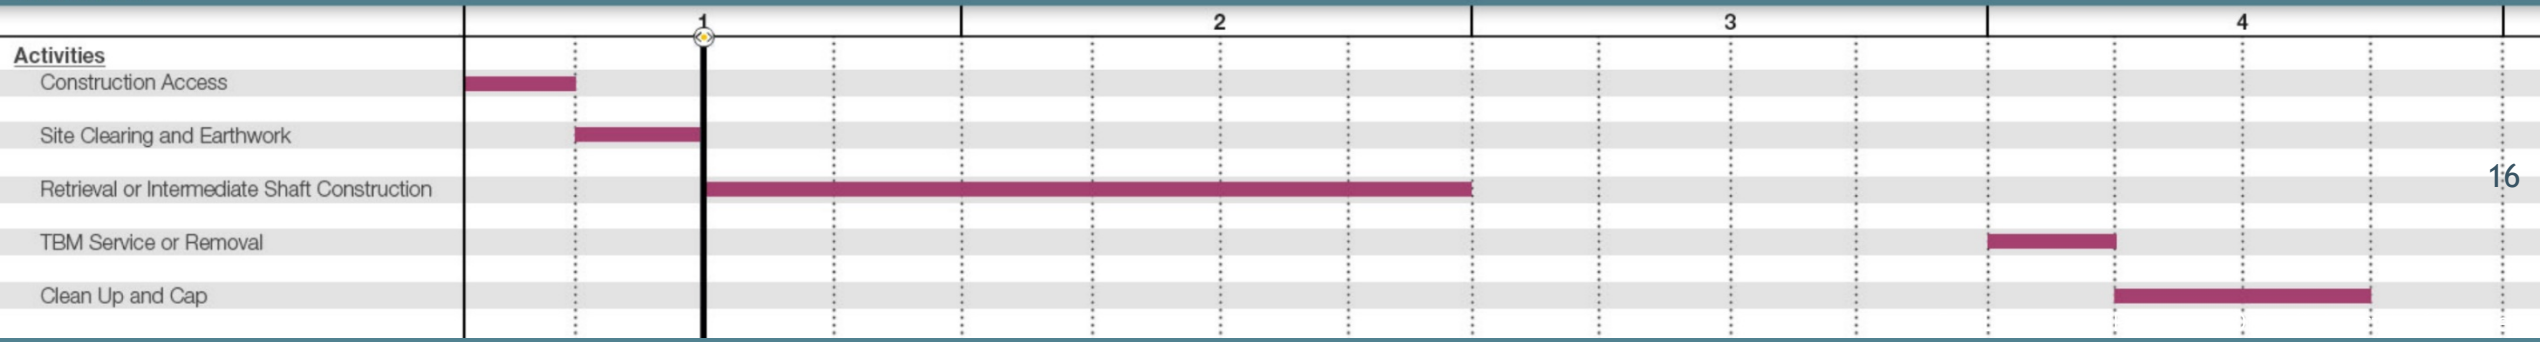 1 2 3 4
Activities
Construction Access
Site Clearing and Earthwork
Retrieval or Intermediate Shaft Construction
16
TBM Service or Removal
Clean Up and Cap